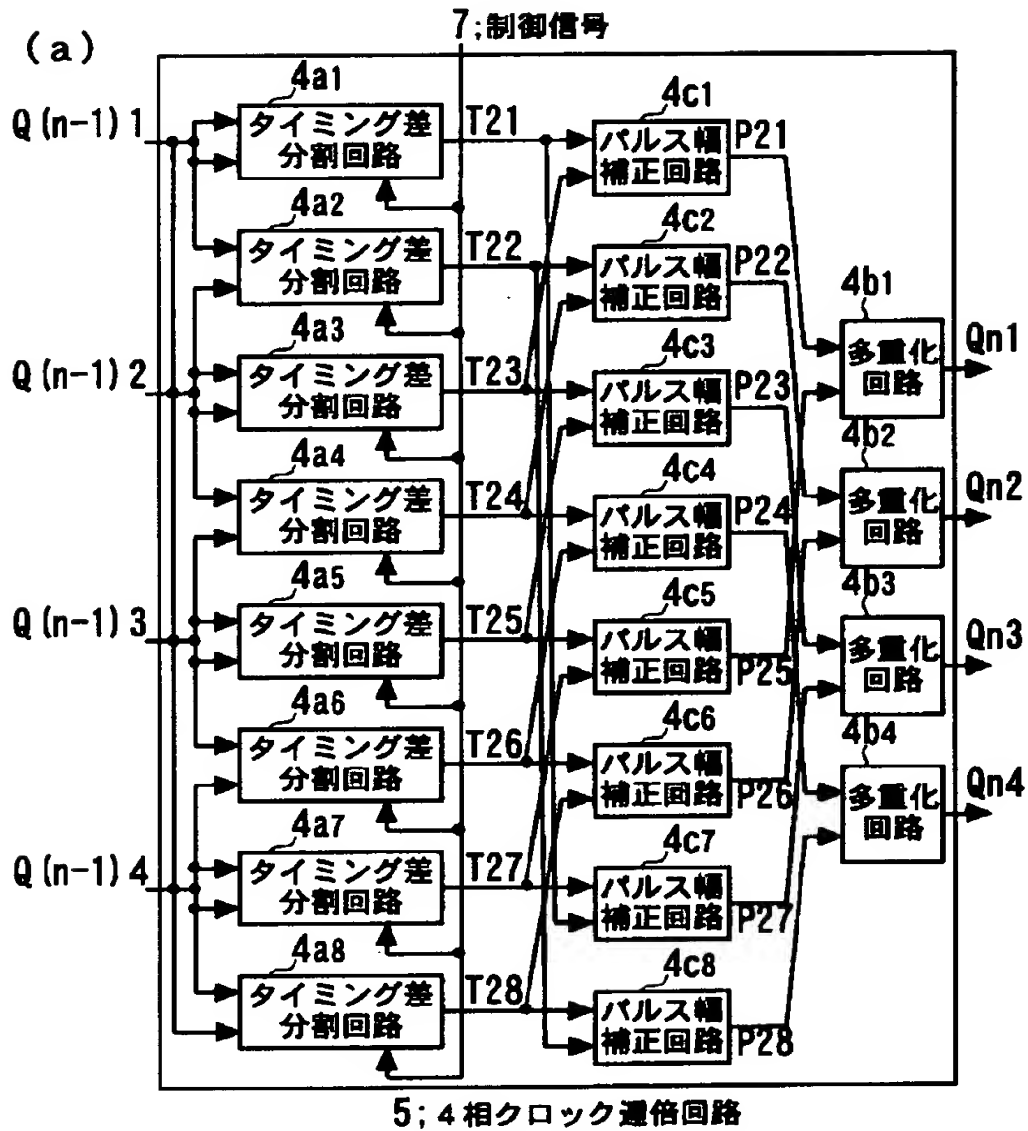 7;制御信号
(a)
4a1
Q(n-1)1
タイミング差
分割回路
T21
4c1
パルス幅
補正回路
P21
4a2
タイミング差
分割回路
T22
4c2
パルス幅
補正回路
P22
4a3
Q(n-1)2
タイミング差
分割回路
T23
4c3
パルス幅
補正回路
P23
4b1
多重化
回路
Qn1
4a4
タイミング差
分割回路
T24
4c4
パルス幅
補正回路
P24
4b2
多重化
回路
Qn2
4a5
Q(n-1)3
タイミング差
分割回路
T25
4c5
パルス幅
補正回路
P25
4b3
多重化
回路
Qn3
4a6
タイミング差
分割回路
T26
4c6
パルス幅
補正回路
P26
4b4
多重化
回路
Qn4
4a7
Q(n-1)4
タイミング差
分割回路
T27
4c7
パルス幅
補正回路
P27
4a8
タイミング差
分割回路
T28
4c8
パルス幅
補正回路
P28
5;4相クロック逓倍回路